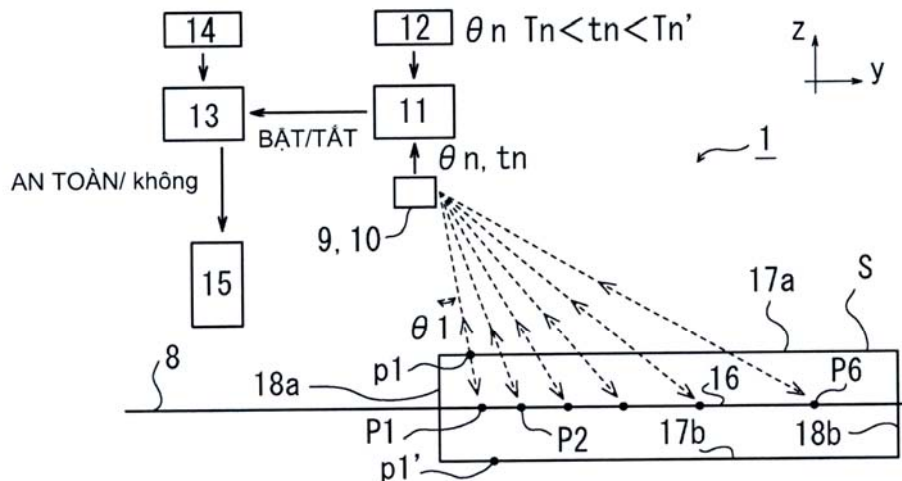 14
12
θn Tn<tn<Tn'
z
y
13
11
BẬT/TẮT
θn, tn
1
AN TOÀN/ không
9, 10
15
17a
S
θ1
p1
8
18a
16
P6
P1
P2
17b
18b
p1'